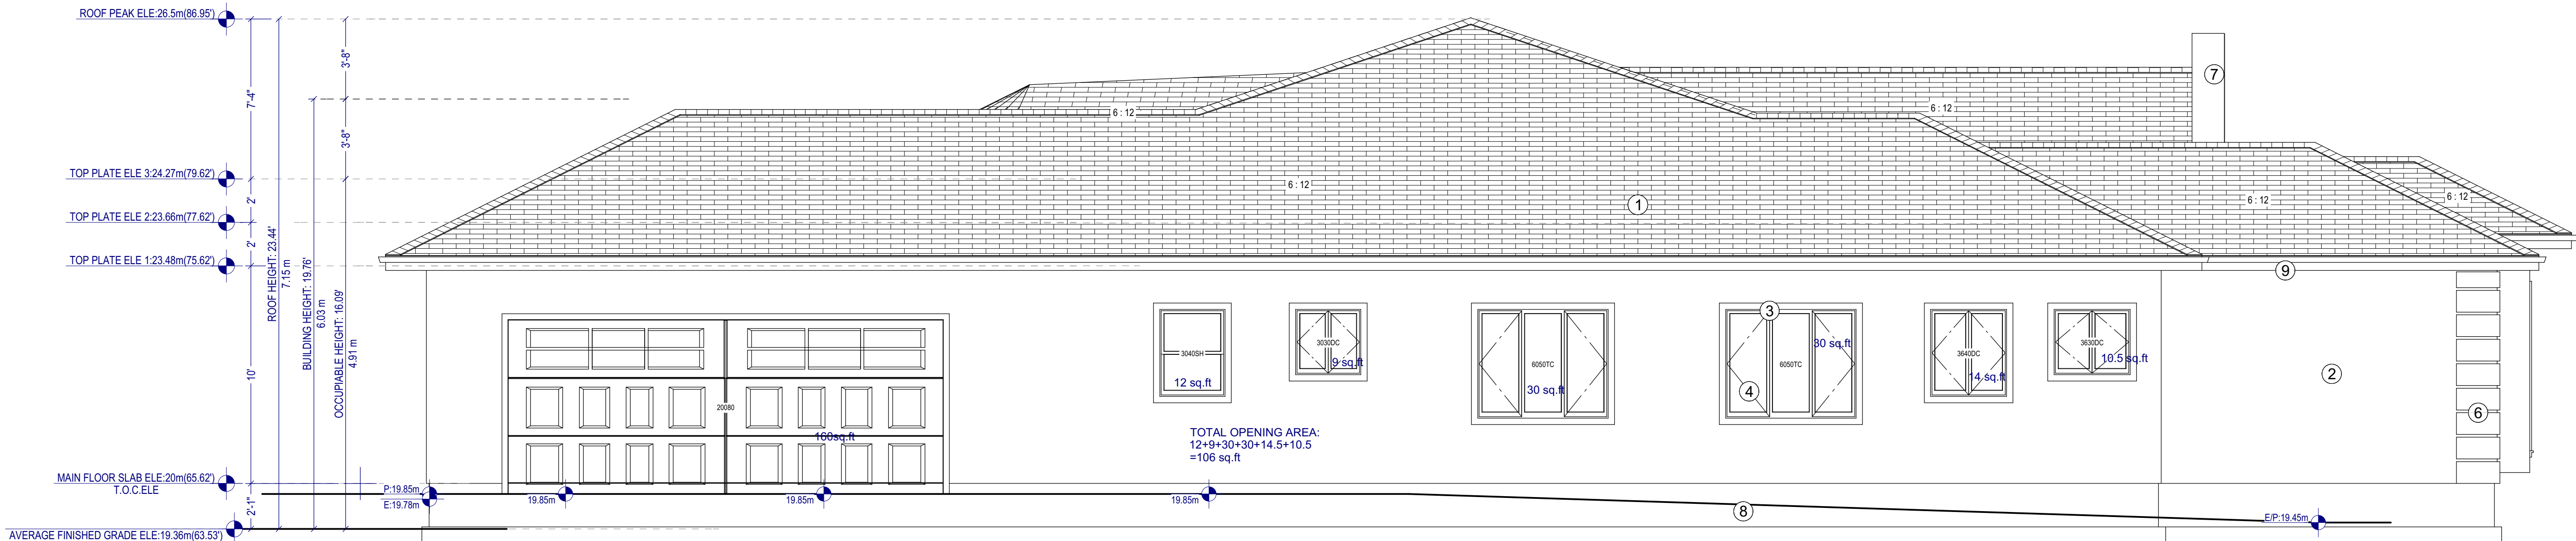 ROOF PEAK ELE:26.5m(86.95')
TOP PLATE ELE 3:24.27m(79.62')
TOP PLATE ELE 2:23.66m(77.62')
TOP PLATE ELE 1:23.48m(75.62')
MAIN FLOOR SLAB ELE:20m(65.62')
T.O.C.ELE
AVERAGE FINISHED GRADE ELE:19.36m(63.53')
7'-4"
2'
2'
10'
2'-1"
ROOF HEIGHT: 23.44'
7.15 m
BUILDING HEIGHT: 19.76'
6.03 m
OCCUPIABLE HEIGHT: 16.09'
4.91 m
3'-8"
3'-8"
P:19.85m
E:19.78m
19.85m
19.85m
19.85m
E/P:19.45m
6 : 12
6 : 12
6 : 12
6 : 12
6 : 12
1
2
3
4
6
7
8
9
20080
160sq.ft
3040SH
12 sq.ft
3030DC
9 sq.ft
6050TC
30 sq.ft
6050TC
30 sq.ft
3640DC
14 sq.ft
3630DC
10.5 sq.ft
TOTAL OPENING AREA:
12+9+30+30+14.5+10.5
=106 sq.ft